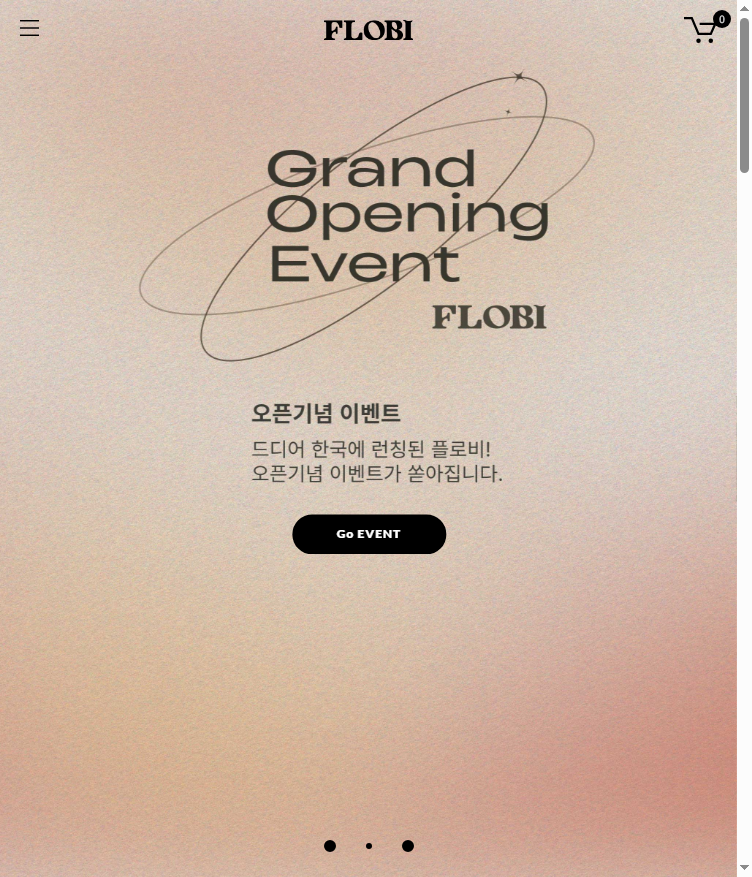 FLOBI
0
Grand
Opening
Event
FLOBI
오픈기념 이벤트
드디어 한국에 런칭된 플로비!
오픈기념 이벤트가 쏟아집니다.
Go EVENT